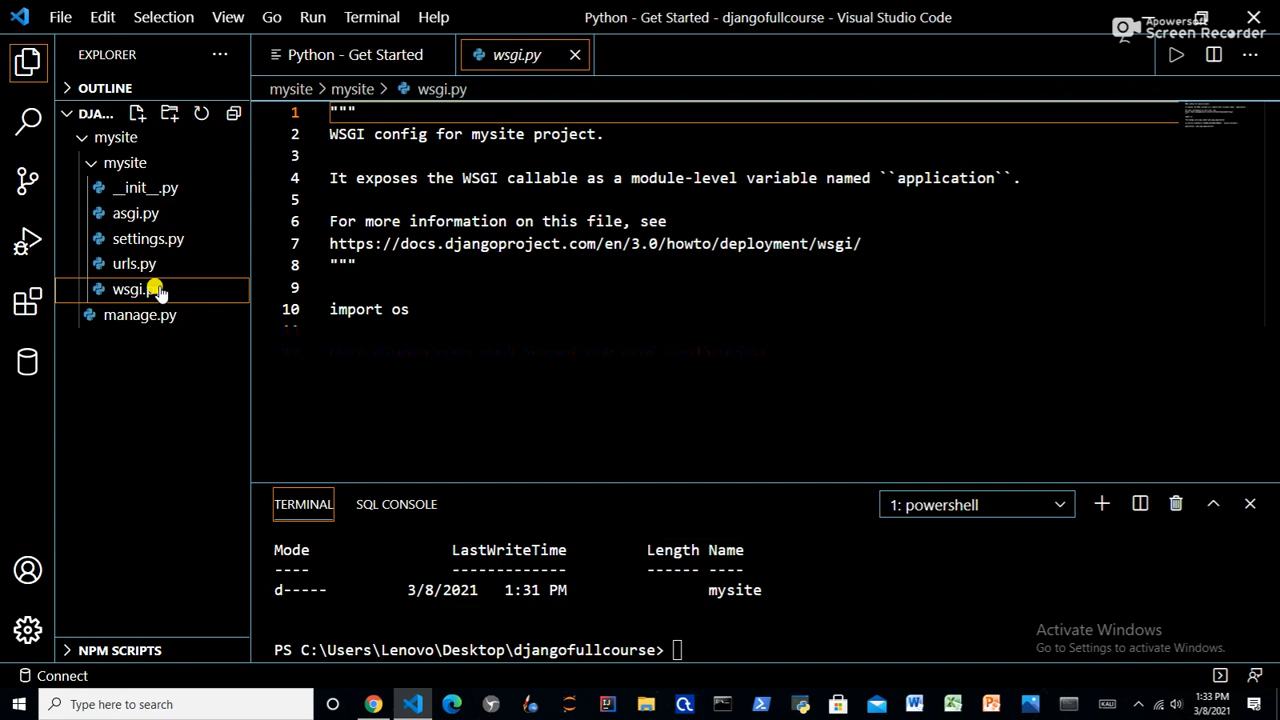 File Edit Selection View Go Run Terminal Help
Python - Get Started - djangofullcourse - Visual Studio Code
Apowersoft
Screen Recorder
EXPLORER
Python - Get Started
wsgi.py
OUTLINE
mysite
mysite
wsgi.py
DJA...
mysite
mysite
__init__.py
asgi.py
settings.py
urls.py
manage.py
1 """
2 WSGI config for mysite project.
3
4 It exposes the WSGI callable as a module-level variable named ``application``.
5
6 For more information on this file, see
7 https://docs.djangoproject.com/en/3.0/howto/deployment/wsgi/
8 """
9
10 import os
TERMINAL SQL CONSOLE
1: powershell
Mode LastWriteTime Length Name
---- ------------- ------ ----
d----- 3/8/2021 1:31 PM mysite
Activate Windows
Go to Settings to activate Windows.
NPM SCRIPTS
PS C:\Users\Lenovo\Desktop\djangofullcourse>
Connect
Type here to search
KAU
1:33 PM
3/8/2021